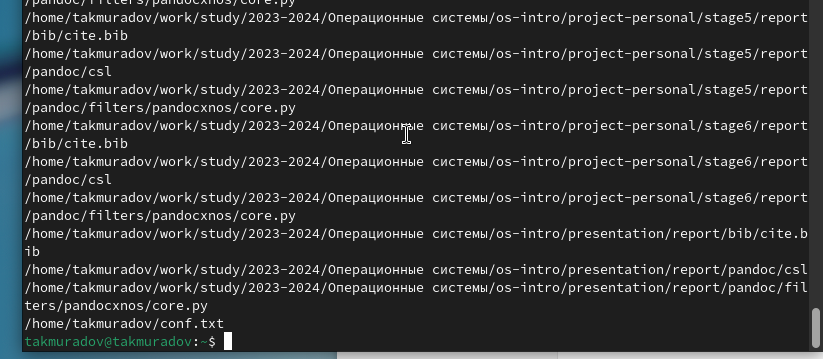 /pandoc/filters/pandocxnos/core.py
/home/takmuradov/work/study/2023-2024/Операционные системы/os-intro/project-personal/stage5/report
/bib/cite.bib
/home/takmuradov/work/study/2023-2024/Операционные системы/os-intro/project-personal/stage5/report
/pandoc/csl
/home/takmuradov/work/study/2023-2024/Операционные системы/os-intro/project-personal/stage5/report
/pandoc/filters/pandocxnos/core.py
/home/takmuradov/work/study/2023-2024/Операционные системы/os-intro/project-personal/stage6/report
/bib/cite.bib
/home/takmuradov/work/study/2023-2024/Операционные системы/os-intro/project-personal/stage6/report
/pandoc/csl
/home/takmuradov/work/study/2023-2024/Операционные системы/os-intro/project-personal/stage6/report
/pandoc/filters/pandocxnos/core.py
/home/takmuradov/work/study/2023-2024/Операционные системы/os-intro/presentation/report/bib/cite.b
ib
/home/takmuradov/work/study/2023-2024/Операционные системы/os-intro/presentation/report/pandoc/csl
/home/takmuradov/work/study/2023-2024/Операционные системы/os-intro/presentation/report/pandoc/fil
ters/pandocxnos/core.py
/home/takmuradov/conf.txt
takmuradov@takmuradov:~$